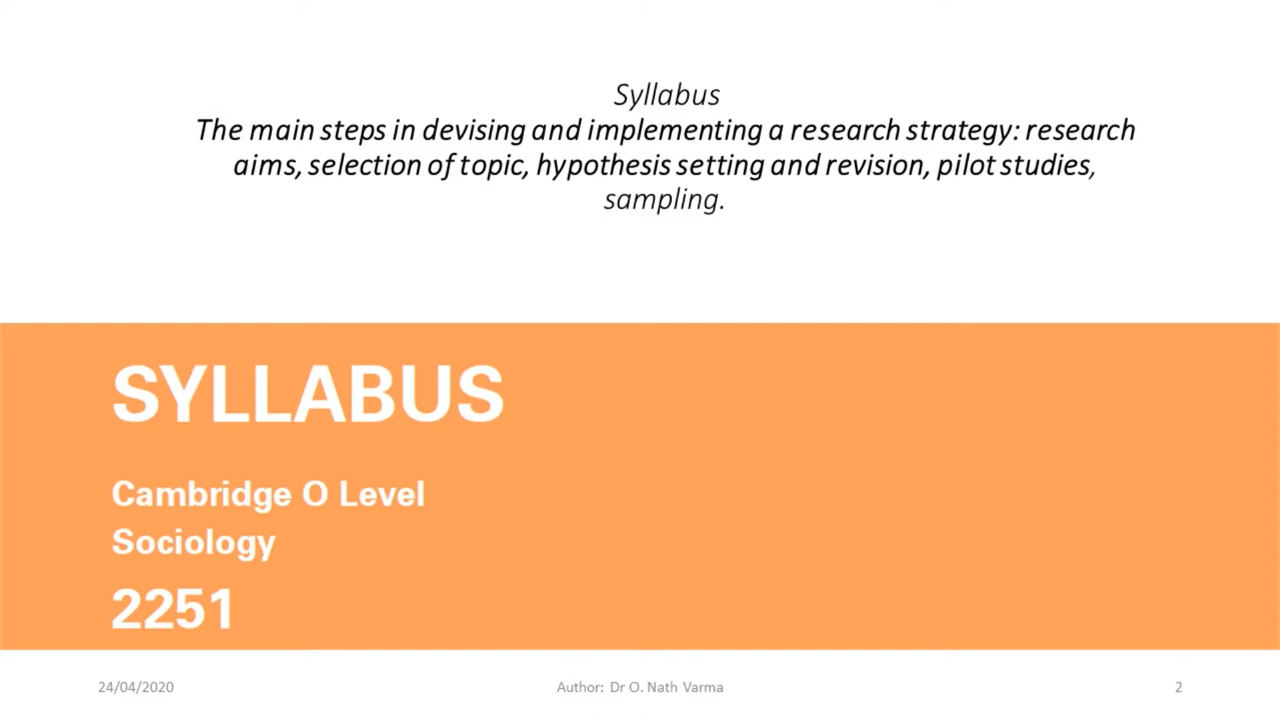 Syllabus
The main steps in devising and implementing a research strategy: research
aims, selection of topic, hypothesis setting and revision, pilot studies,
sampling.
SYLLABUS
Cambridge O Level
Sociology
2251
24/04/2020
Author: Dr O. Nath Varma
2